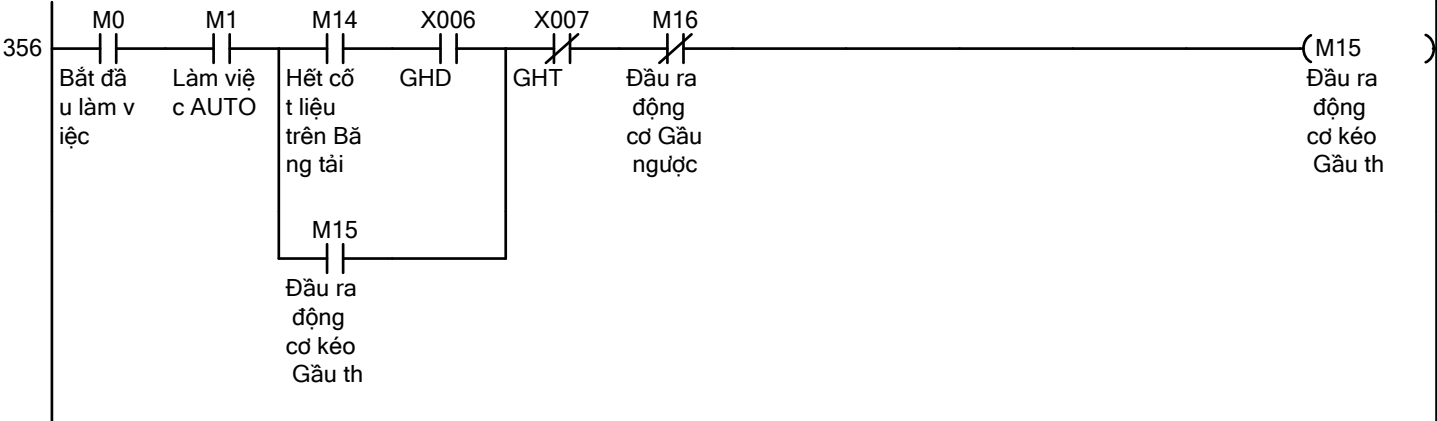 M0 M1 M14 X006 X007 M16
356 ( M15 )
Bắt đầ Làm việ Hết cố GHD GHT Đầu ra Đầu ra
u làm v c AUTO t liệu động động
iệc trên Bă cơ Gầu cơ kéo
ng tải ngược Gầu th
M15
Đầu ra
động
cơ kéo
Gầu th